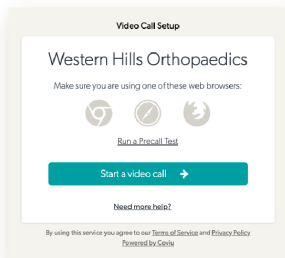 Video Call Setup
Western Hills Orthopaedics
Make sure you are using one of these web browsers:
Run a Precall Test
Start a video call
Need more help?
By using this service you agree to our Terms of Service and Privacy Policy
Powered by Coviu